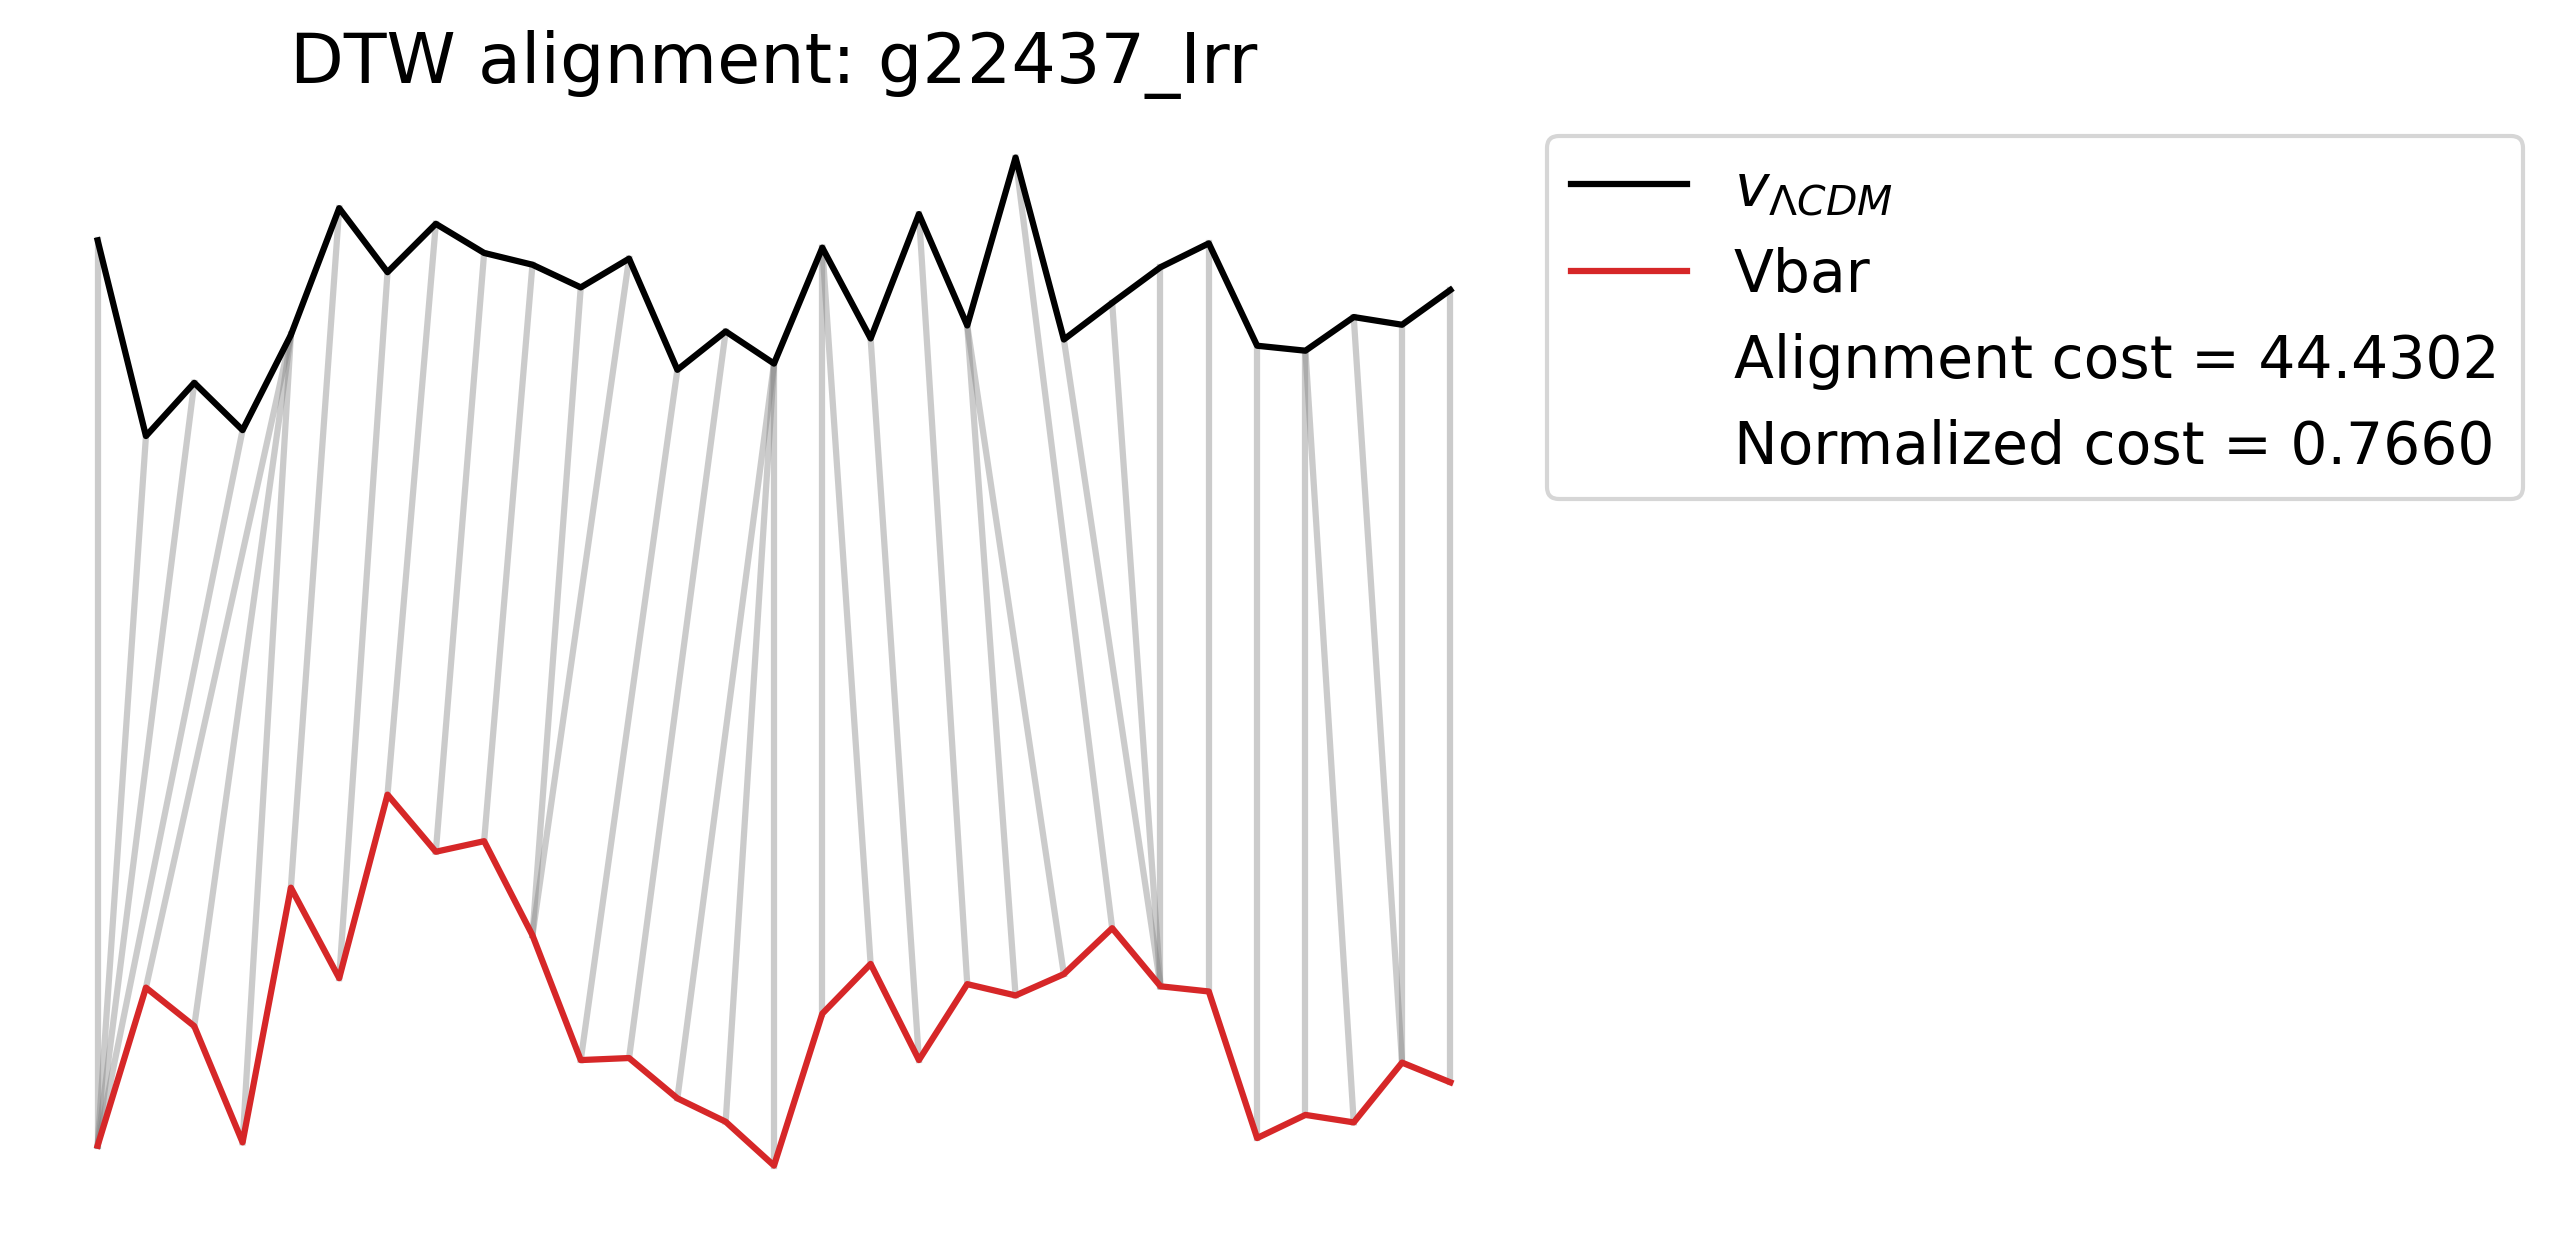 DTW alignment: g22437_Irr
v_ΛCDM
Vbar
Alignment cost = 44.4302
Normalized cost = 0.7660